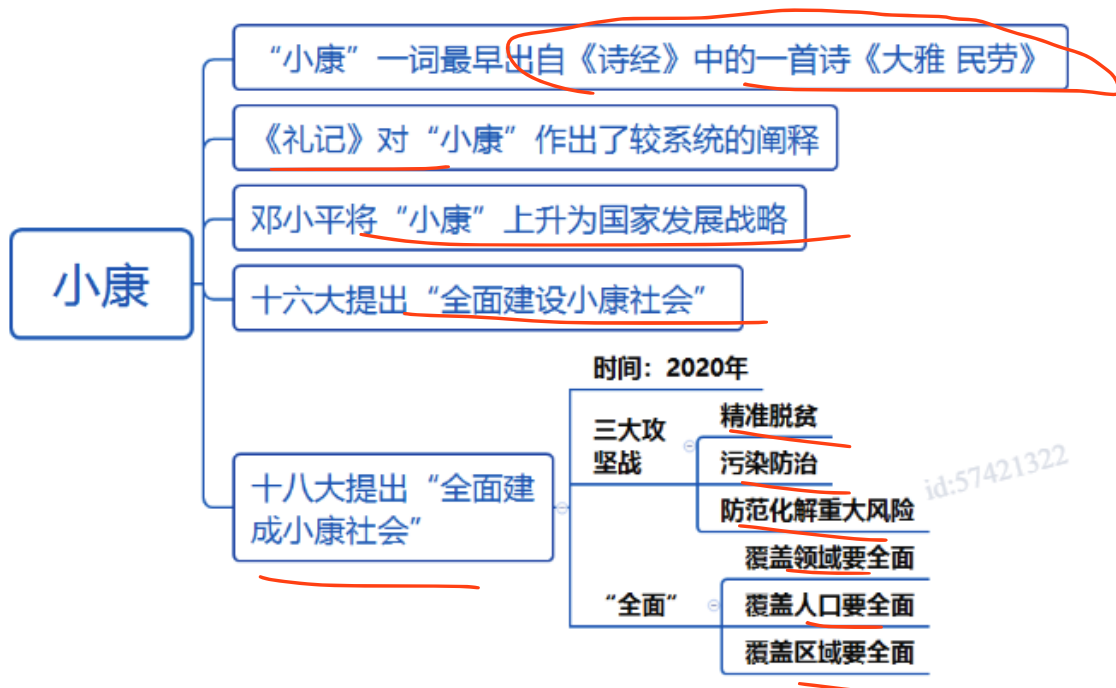 “小康”一词最早出自《诗经》中的一首诗《大雅 民劳》
《礼记》对“小康”作出了较系统的阐释
邓小平将“小康”上升为国家发展战略
小康
十六大提出“全面建设小康社会”
时间：2020年
三大攻
坚战
精准脱贫
污染防治
防范化解重大风险
十八大提出“全面建
成小康社会”
“全面”
覆盖领域要全面
覆盖人口要全面
覆盖区域要全面
id:57421322